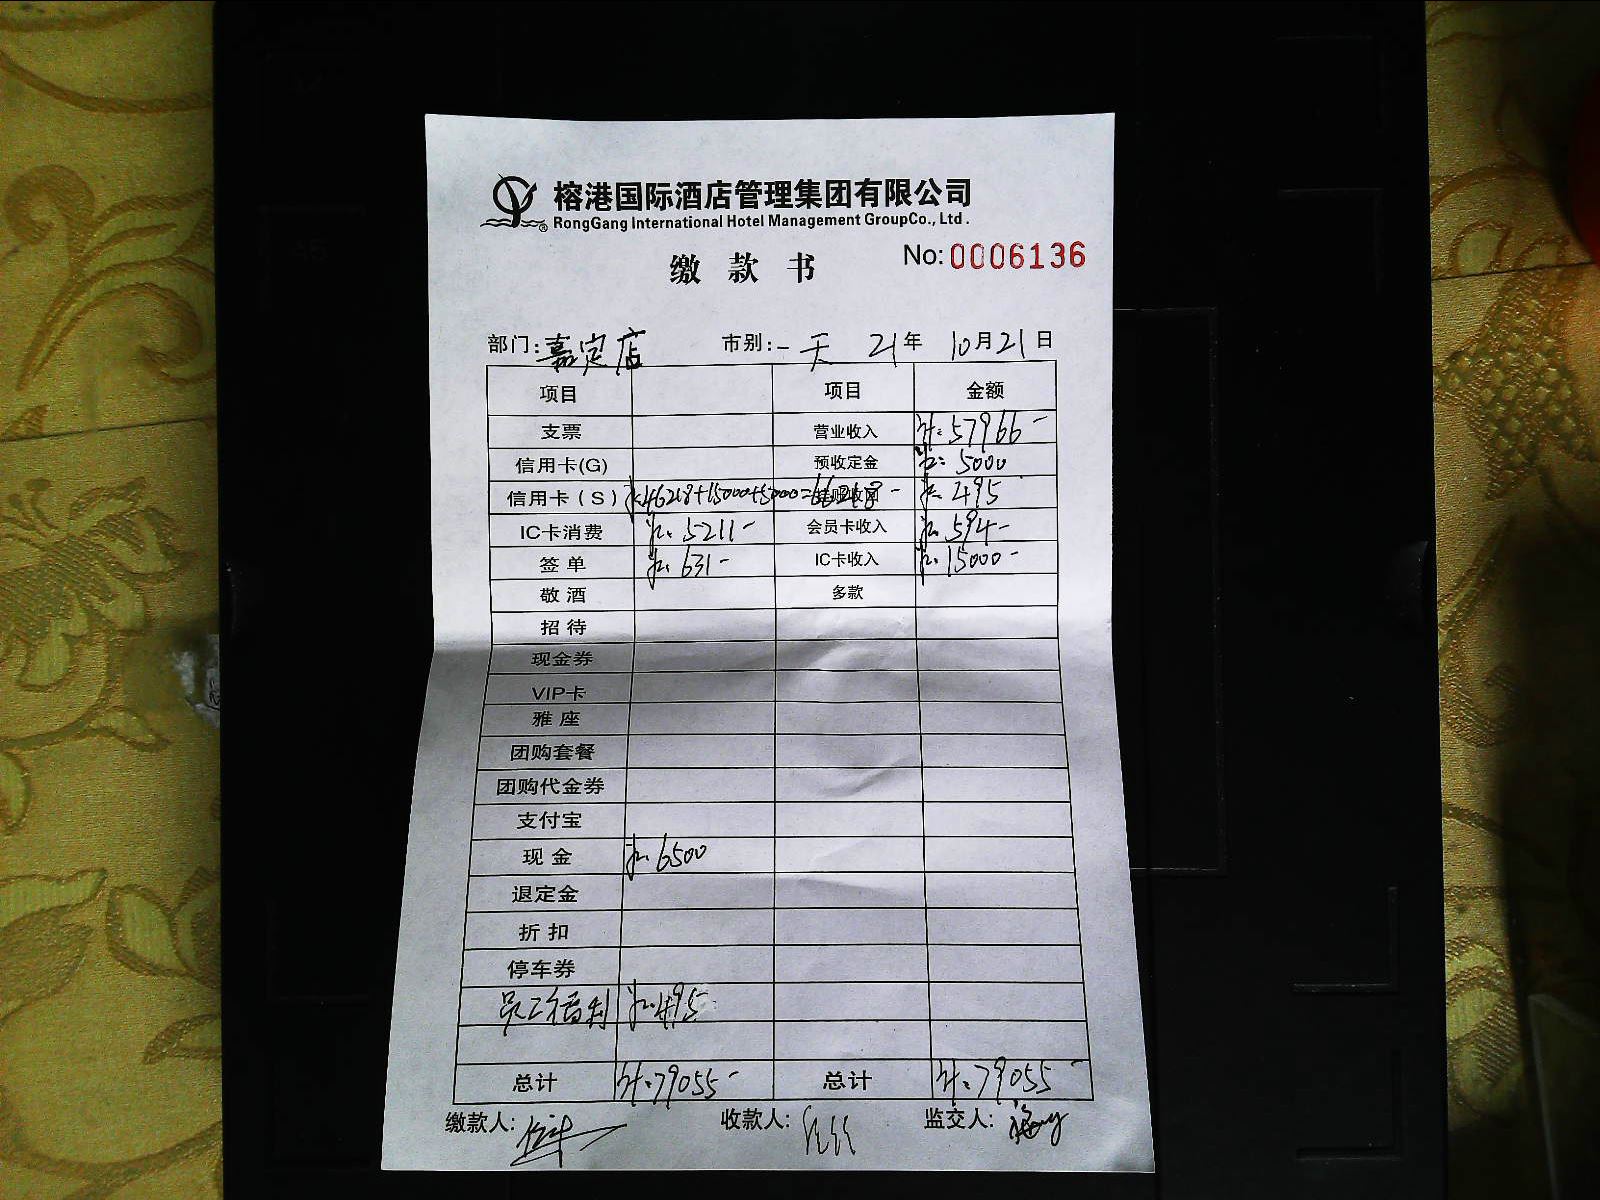 榕港国际酒店管理集团有限公司
RongGang International Hotel Management GroupCo., Ltd.
缴款书 No:0006136
部门:嘉定店 市别:一天 21年 10月21日
项目 项目 金额
支票 营业收入 57966-
信用卡(G) 预收定金 5000
信用卡(S) 46218+15000+5000=66218- 495
IC卡消费 5211- 会员卡收入 594-
签单 631- IC卡收入 15000-
敬酒 多款
招待
现金券
VIP卡
雅座
团购套餐
团购代金券
支付宝
现金 6500
退定金
折扣
停车券
员工福利 495
总计 79055- 总计 79055-
缴款人: 收款人: 监交人: